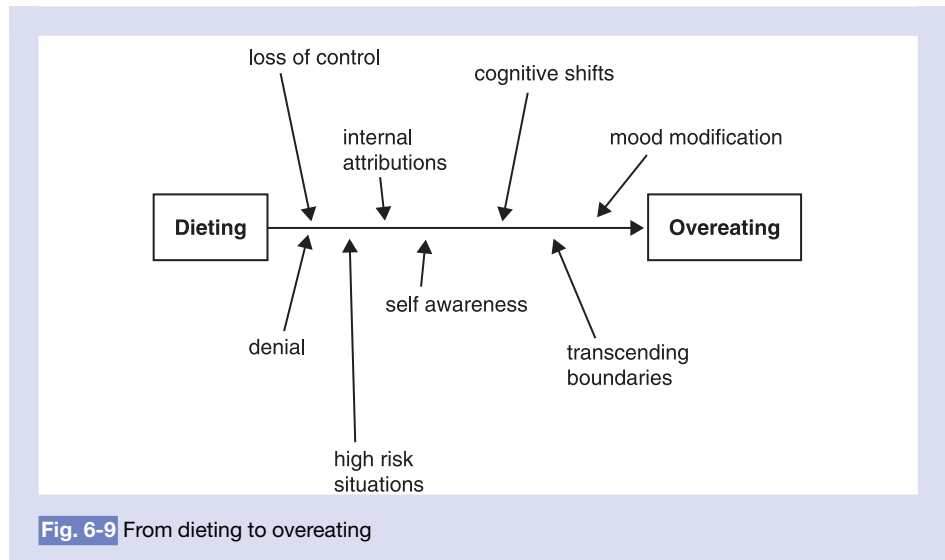 loss of control
cognitive shifts
internal
attributions
mood modification
Dieting
Overeating
self awareness
denial
transcending
boundaries
high risk
situations
Fig. 6-9 From dieting to overeating